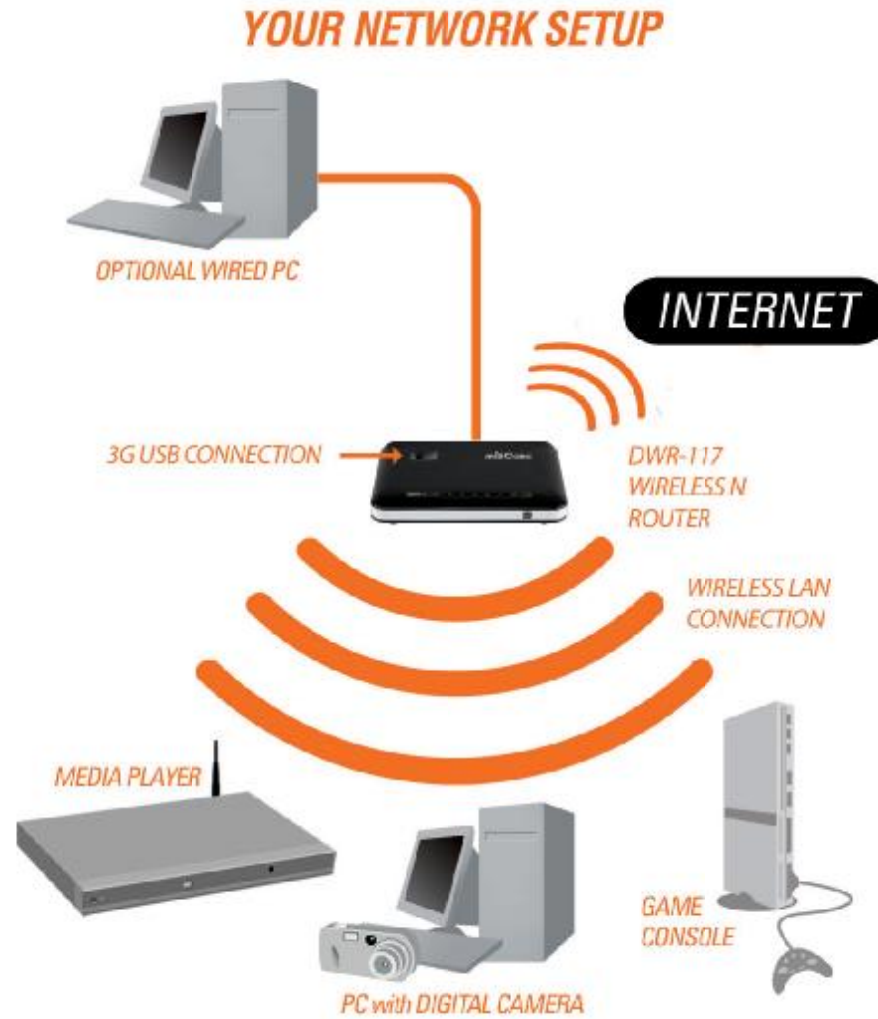 YOUR NETWORK SETUP
OPTIONAL WIRED PC
INTERNET
3G USB CONNECTION
DWR-117
WIRELESS N
ROUTER
WIRELESS LAN
CONNECTION
MEDIA PLAYER
GAME
CONSOLE
PC with DIGITAL CAMERA